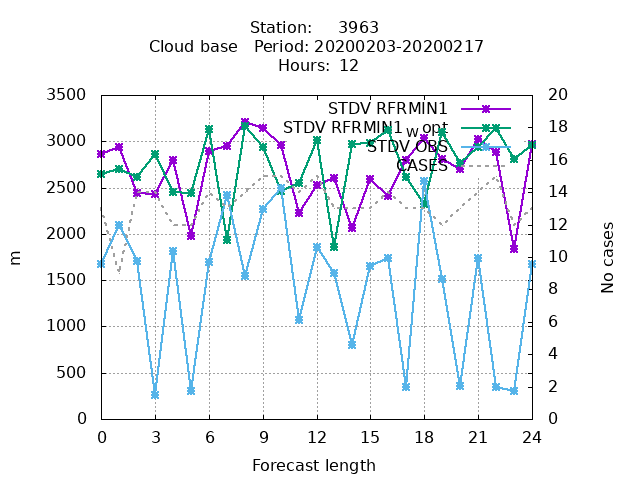 Station: 3963
Cloud base Period: 20200203-20200217
Hours: 12
3500
3000
2500
2000
1500
1000
500
0
20
18
16
14
12
10
8
6
4
2
0
STDV RFRMIN1
STDV RFRMIN1_w opt
STDV OBS
CASES
m
No cases
0 3 6 9 12 15 18 21 24
Forecast length